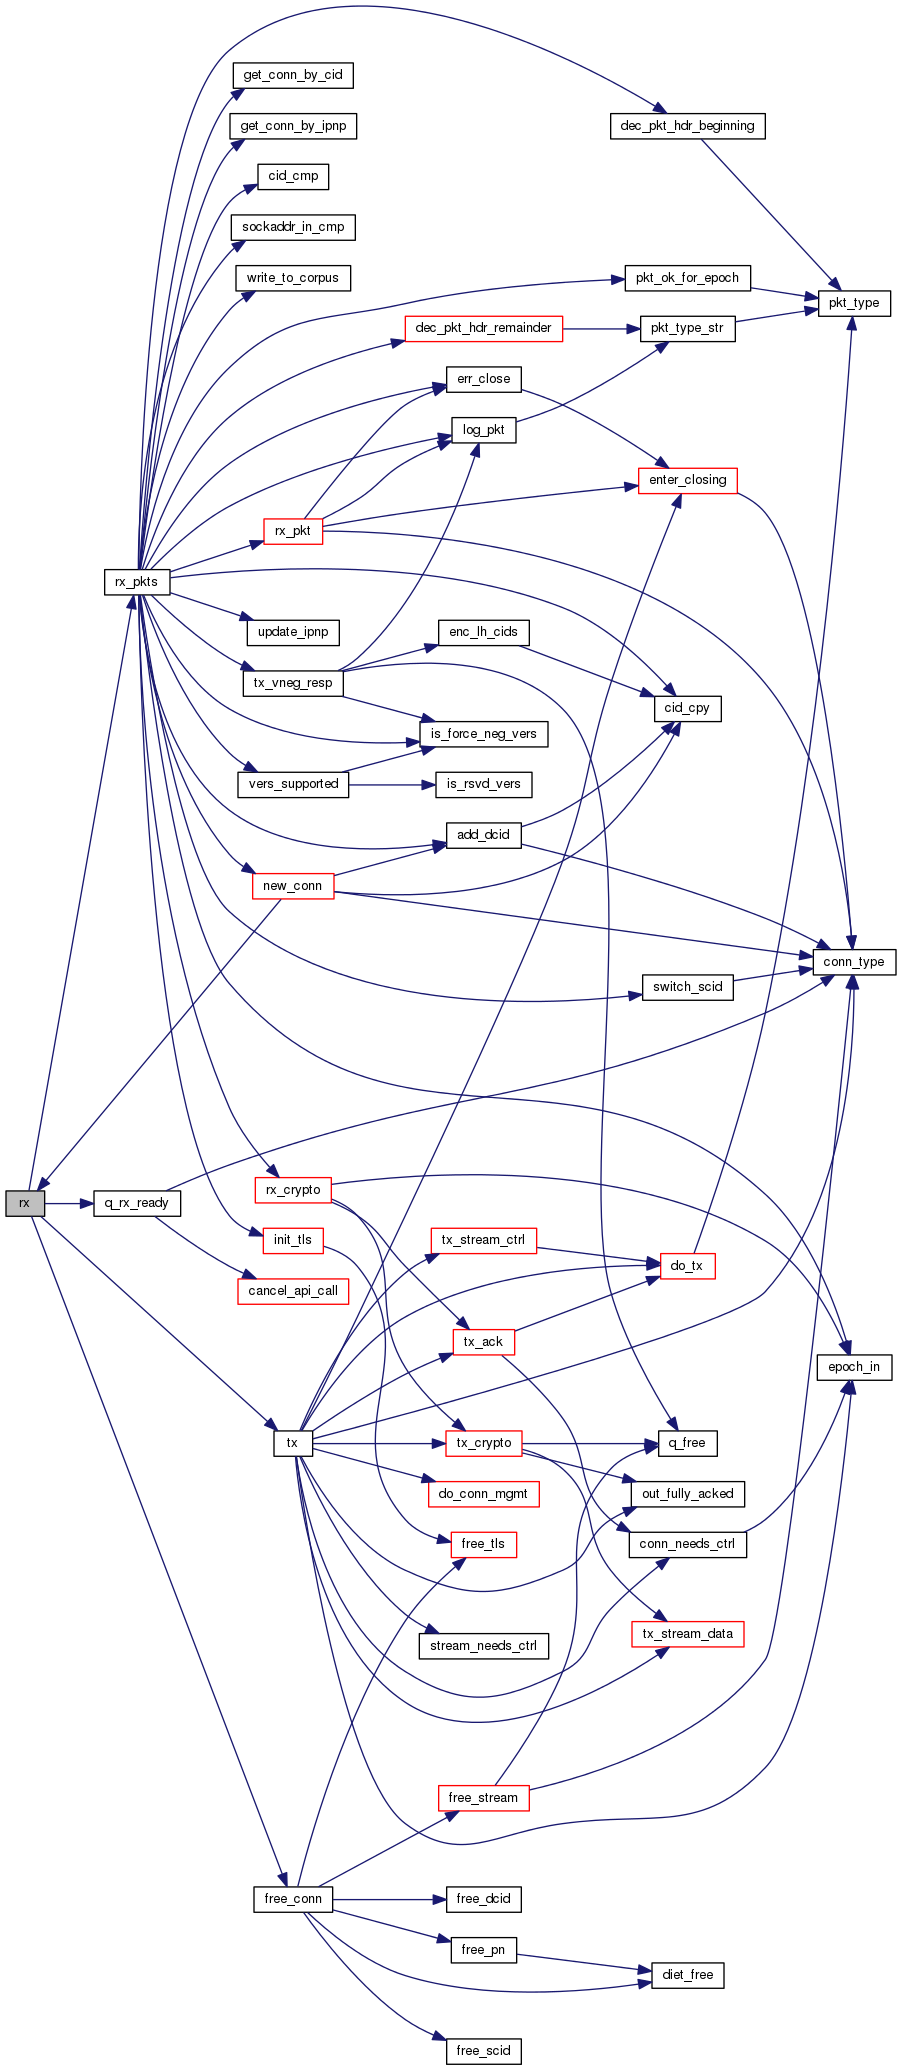 get_conn_by_cid
dec_pkt_hdr_beginning
get_conn_by_ipnp
cid_cmp
sockaddr_in_cmp
write_to_corpus
pkt_ok_for_epoch
pkt_type
dec_pkt_hdr_remainder
pkt_type_str
err_close
log_pkt
enter_closing
rx_pkt
rx_pkts
update_ipnp
enc_lh_cids
tx_vneg_resp
cid_cpy
is_force_neg_vers
vers_supported
is_rsvd_vers
add_dcid
new_conn
conn_type
switch_scid
rx_crypto
rx
q_rx_ready
init_tls
tx_stream_ctrl
do_tx
cancel_api_call
tx_ack
epoch_in
tx
tx_crypto
q_free
do_conn_mgmt
out_fully_acked
free_tls
conn_needs_ctrl
stream_needs_ctrl
tx_stream_data
free_stream
free_conn
free_dcid
free_pn
diet_free
free_scid